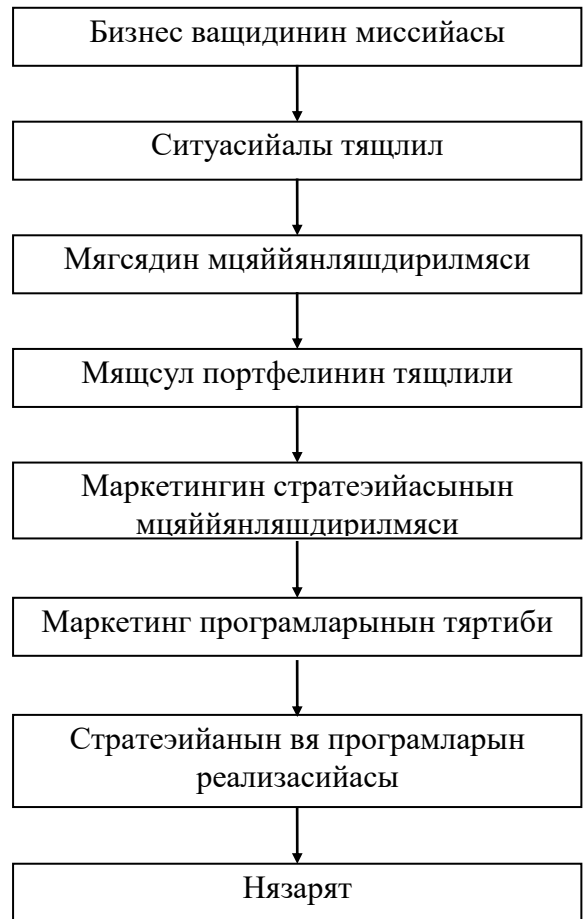 Бизнес ващидинин миссийасы
Ситуасийалы тящлил
Мягсядин мцяййянляшдирилмяси
Мящсул портфелинин тящлили
Маркетингин стратеэийасынын
мцяййянляшдирилмяси
Маркетинг програмларынын тяртиби
Стратеэийанын вя програмларын
реализасийасы
Нязарят